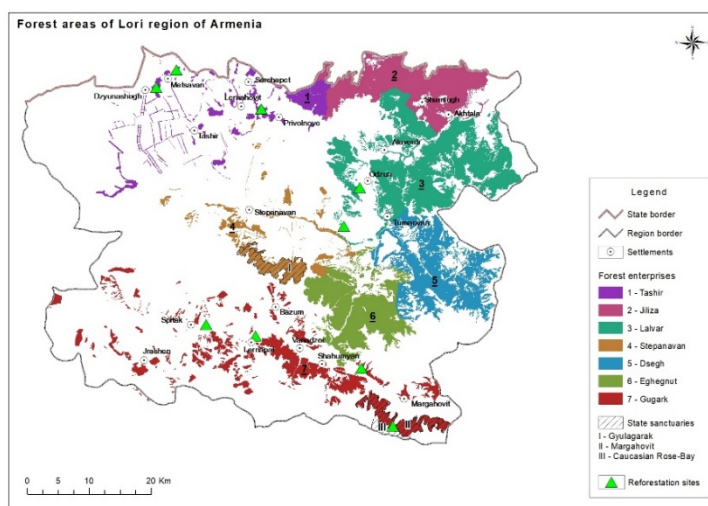 Forest areas of Lori region of Armenia
2
Metsavan
Sarchapet
Dzyunashogh
Lernahovit
1
Privolnoye
Shamlugh
Akhtala
Tashir
Alaverdi
Odzun
3
Stepanavan
Tumanyan
4
I
5
6
Bazum
Spitak
Lernapat
Vanadzor
Shahumyan
Jrashen
7
Margahovit
III
II
0 5 10 20 Km
Legend
State border
Region border
Settlements
Forest enterprises
1 - Tashir
2 - Jiliza
3 - Lalvar
4 - Stepanavan
5 - Dsegh
6 - Eghegnut
7 - Gugark
State sanctuaries
I - Gyulagarak
II - Margahovit
III - Caucasian Rose-Bay
Reforestation sites